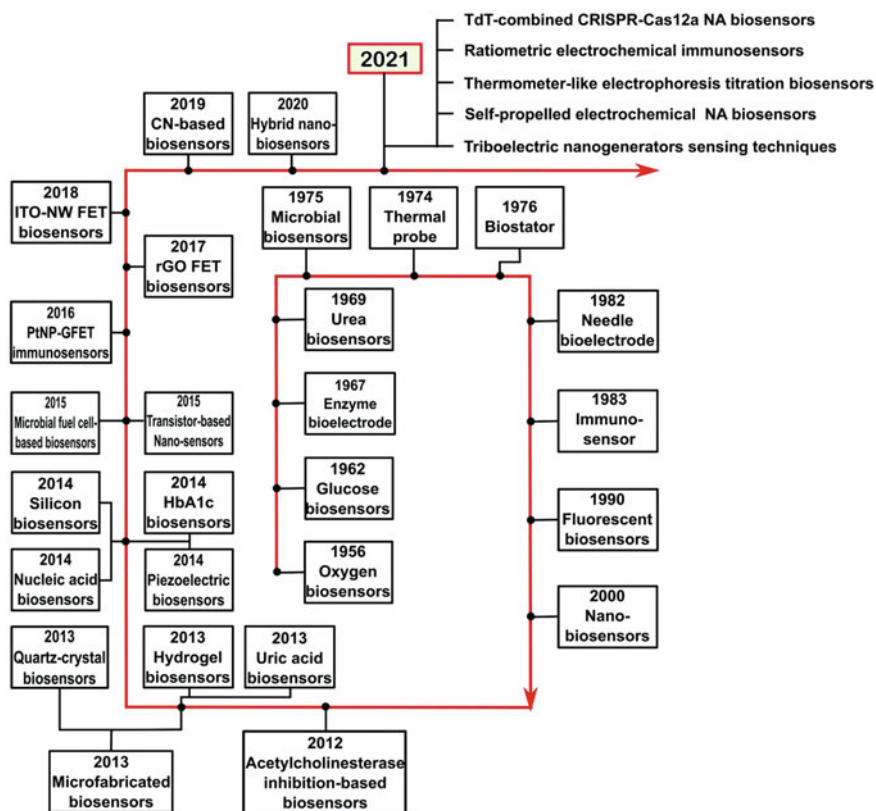 TdT-combined CRISPR-Cas12a NA biosensors
Ratiometric electrochemical immunosensors
Thermometer-like electrophoresis titration biosensors
Self-propelled electrochemical NA biosensors
Triboelectric nanogenerators sensing techniques
2021
2019
CN-based
biosensors
2020
Hybrid nano-
biosensors
2018
ITO-NW FET
biosensors
2017
rGO FET
biosensors
2016
PtNP-GFET
immunosensors
2015
Microbial fuel cell-
based biosensors
2015
Transistor-based
Nano-sensors
2014
Silicon
biosensors
2014
HbA1c
biosensors
2014
Nucleic acid
biosensors
2014
Piezoelectric
biosensors
2013
Quartz-crystal
biosensors
2013
Hydrogel
biosensors
2013
Uric acid
biosensors
2013
Microfabricated
biosensors
2012
Acetylcholinesterase
inhibition-based
biosensors
1975
Microbial
biosensors
1974
Thermal
probe
1976
Biostator
1969
Urea
biosensors
1967
Enzyme
bioelectrode
1962
Glucose
biosensors
1956
Oxygen
biosensors
1982
Needle
bioelectrode
1983
Immuno-
sensor
1990
Fluorescent
biosensors
2000
Nano-
biosensors